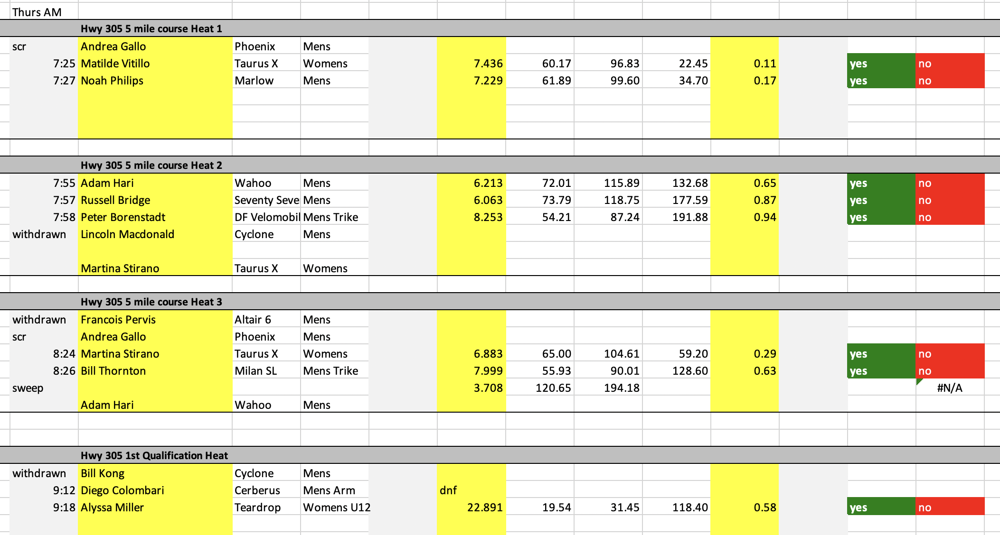 Thurs AM
Hwy 305 5 mile course Heat 1
scr Andrea Gallo Phoenix Mens
7:25 Matilde Vitillo Taurus X Womens 7.436 60.17 96.83 22.45 0.11 yes no
7:27 Noah Philips Marlow Mens 7.229 61.89 99.60 34.70 0.17 yes no
Hwy 305 5 mile course Heat 2
7:55 Adam Hari Wahoo Mens 6.213 72.01 115.89 132.68 0.65 yes no
7:57 Russell Bridge Seventy Seve Mens 6.063 73.79 118.75 177.59 0.87 yes no
7:58 Peter Borenstadt DF Velomobil Mens Trike 8.253 54.21 87.24 191.88 0.94 yes no
withdrawn Lincoln Macdonald Cyclone Mens
Martina Stirano Taurus X Womens
Hwy 305 5 mile course Heat 3
withdrawn Francois Pervis Altair 6 Mens
scr Andrea Gallo Phoenix Mens
8:24 Martina Stirano Taurus X Womens 6.883 65.00 104.61 59.20 0.29 yes no
8:26 Bill Thornton Milan SL Mens Trike 7.999 55.93 90.01 128.60 0.63 yes no
sweep 3.708 120.65 194.18 #N/A
Adam Hari Wahoo Mens
Hwy 305 1st Qualification Heat
withdrawn Bill Kong Cyclone Mens
9:12 Diego Colombari Cerberus Mens Arm dnf
9:18 Alyssa Miller Teardrop Womens U12 22.891 19.54 31.45 118.40 0.58 yes no